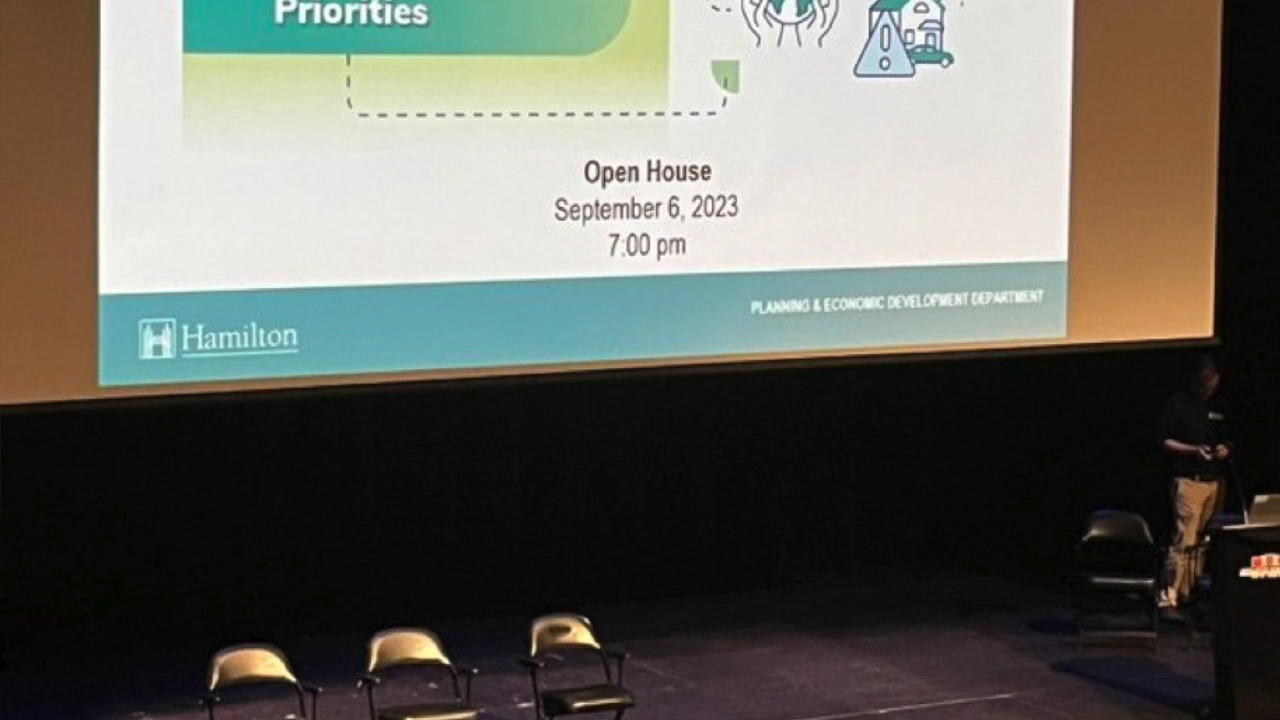 Priorities
Open House
September 6, 2023
7:00 pm
PLANNING & ECONOMIC DEVELOPMENT DEPARTMENT
Hamilton